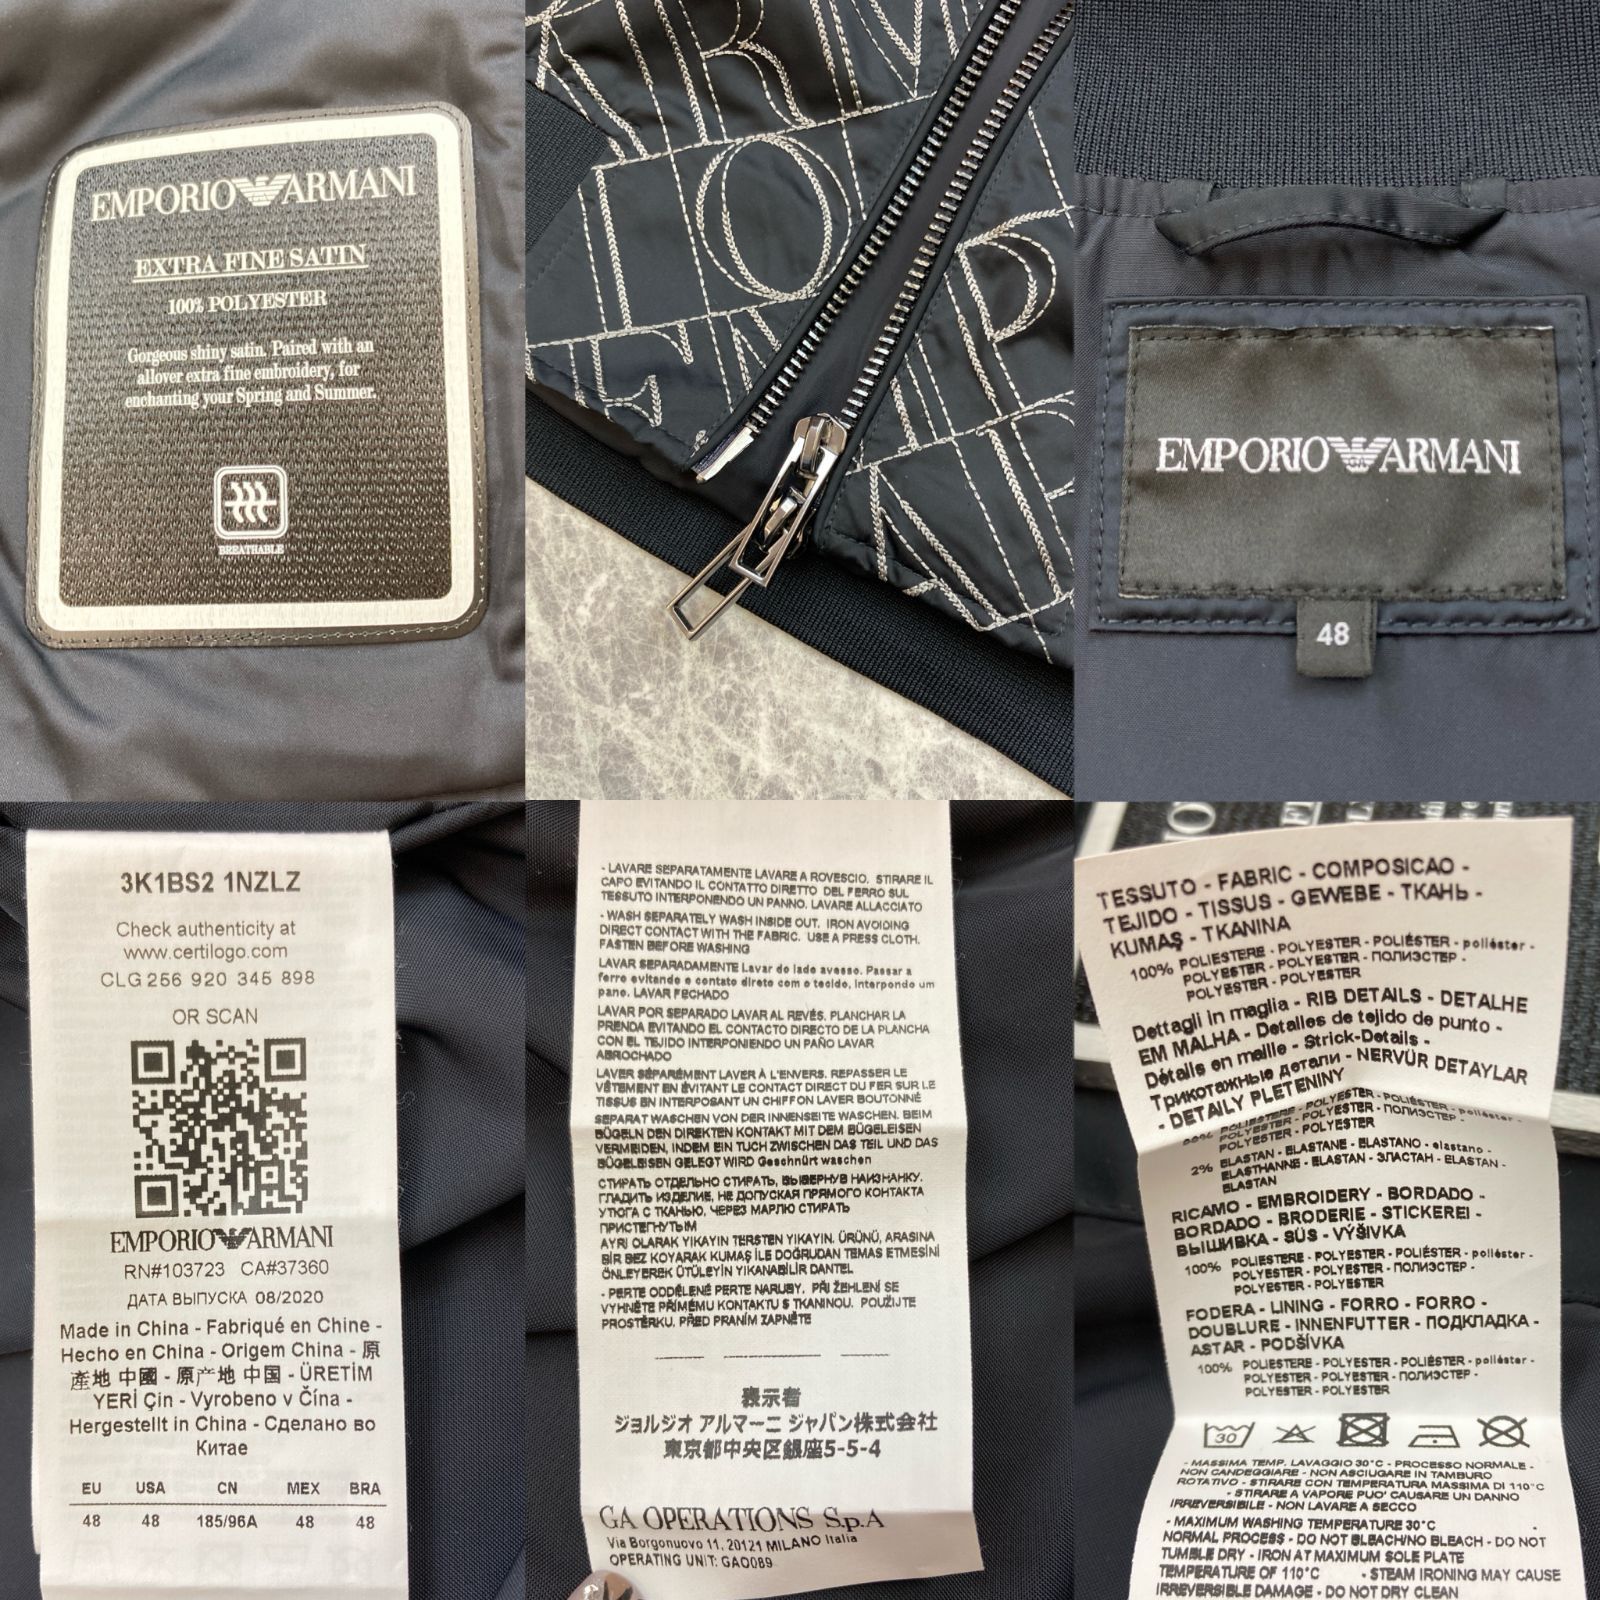 EMPORIO ARMANI
EXTRA FINE SATIN
100% POLYESTER
Gorgeous shiny satin. Paired with an
allover extra fine embroidery, for
enchanting your Spring and Summer.
BREATHABLE
EMPORIO ARMANI
48
3K1BS2 1NZLZ
Check authenticity at
www.certilogo.com
CLG 256 920 345 898
OR SCAN
EMPORIO ARMANI
RN#103723 CA#37360
ДАТА ВЫПУСКА 08/2020
Made in China - Fabriqué en Chine -
Hecho en China - Origem China - 原
產地 中國 - 原产地 中国 - ÜRETİM
YERİ Çin - Vyrobeno v Čína -
Hergestellt in China - Сделано во
Китае
EU USA CN MEX BRA
48 48 185/96A 48 48
- LAVARE SEPARATAMENTE LAVARE A ROVESCIO. STIRARE IL
CAPO EVITANDO IL CONTATTO DIRETTO DEL FERRO SUL
TESSUTO INTERPONENDO UN PANNO. LAVARE ALLACCIATO
- WASH SEPARATELY WASH INSIDE OUT. IRON AVOIDING
DIRECT CONTACT WITH THE FABRIC. USE A PRESS CLOTH.
FASTEN BEFORE WASHING
LAVAR SEPARADAMENTE Lavar do lado avesso. Passar a
ferro evitando o contato direto com o tecido, interpondo um
pano. LAVAR FECHADO
LAVAR POR SEPARADO LAVAR AL REVÉS. PLANCHAR LA
PRENDA EVITANDO EL CONTACTO DIRECTO DE LA PLANCHA
CON EL TEJIDO INTERPONIENDO UN PAÑO LAVAR
ABROCHADO
LAVER SÉPARÉMENT LAVER À L'ENVERS. REPASSER LE
VÊTEMENT EN ÉVITANT LE CONTACT DIRECT DU FER SUR LE
TISSUS EN INTERPOSANT UN CHIFFON LAVER BOUTONNÉ
SEPARAT WASCHEN VON DER INNENSEITE WASCHEN. BEIM
BÜGELN DEN DIREKTEN KONTAKT MIT DEM BÜGELEISEN
VERMEIDEN, INDEM EIN TUCH ZWISCHEN DAS TEIL UND DAS
BÜGELEISEN GELEGT WIRD Geschnürt waschen
СТИРАТЬ ОТДЕЛЬНО СТИРАТЬ, ВЫВЕРНУВ НАИЗНАНКУ.
ГЛАДИТЬ ИЗДЕЛИЕ, НЕ ДОПУСКАЯ ПРЯМОГО КОНТАКТА
УТЮГА С ТКАНЬЮ, ЧЕРЕЗ МАРЛЮ СТИРАТЬ
ПРИСТЕГНУТЫМ
AYRI OLARAK YIKAYIN TERSTEN YIKAYIN. ÜRÜNÜ, ARASINA
BİR BEZ KOYARAK KUMAŞ İLE DOĞRUDAN TEMAS ETMESİNİ
ÖNLEYEREK ÜTÜLEYİN YIKANABİLİR DANTEL
- PERTE ODDĚLENĚ PERTE NARUBY. PŘI ŽEHLENÍ SE
VYHNĚTE PŘÍMÉMU KONTAKTU S TKANINOU. POUŽIJTE
PROSTĚRKU. PŘED PRANÍM ZAPNĚTE
表示者
ジョルジオ アルマーニ ジャパン株式会社
東京都中央区銀座5-5-4
GA OPERATIONS S.p.A
Via Borgonuovo 11, 20121 MILANO Italia
OPERATING UNIT: GAO089
TESSUTO - FABRIC - COMPOSICAO -
TEJIDO - TISSUS - GEWEBE - ТКАНЬ -
KUMAŞ - TKANINA
100% POLIESTERE - POLYESTER - POLIÉSTER - poliéster -
POLYESTER - POLYESTER - ПОЛИЭСТЕР -
POLYESTER - POLYESTER
Dettagli in maglia - RIB DETAILS - DETALHE
EM MALHA - Detalles de tejido de punto -
Détails en maille - Strick-Details -
Трикотажные детали - NERVÜR DETAYLAR
- DETAILY PLETENINY
POLIESTERE - POLYESTER - POLIÉSTER - poliéster -
POLYESTER - POLYESTER - ПОЛИЭСТЕР -
POLYESTER - POLYESTER
2% ELASTAN - ELASTANE - ELASTANO - elastano -
ELASTHANNE - ELASTAN - ЭЛАСТАН - ELASTAN -
ELASTAN
RICAMO - EMBROIDERY - BORDADO -
BORDADO - BRODERIE - STICKEREI -
ВЫШИВКА - SÜS - VÝŠIVKA
100% POLIESTERE - POLYESTER - POLIÉSTER - poliéster -
POLYESTER - POLYESTER - ПОЛИЭСТЕР -
POLYESTER - POLYESTER
FODERA - LINING - FORRO - FORRO -
DOUBLURE - INNENFUTTER - ПОДКЛАДКА -
ASTAR - PODŠÍVKA
100% POLIESTERE - POLYESTER - POLIÉSTER - poliéster -
POLYESTER - POLYESTER - ПОЛИЭСТЕР -
POLYESTER - POLYESTER
30
- MASSIMA TEMP. LAVAGGIO 30°C - PROCESSO NORMALE -
NON CANDEGGIARE - NON ASCIUGARE IN TAMBURO
ROTATIVO - STIRARE CON TEMPERATURA MASSIMA DI 110°C
- STIRARE A VAPORE PUO' CAUSARE UN DANNO
IRREVERSIBILE - NON LAVARE A SECCO
- MAXIMUM WASHING TEMPERATURE 30°C -
NORMAL PROCESS - DO NOT BLEACH/NO BLEACH - DO NOT
TUMBLE DRY - IRON AT MAXIMUM SOLE PLATE
TEMPERATURE OF 110°C - STEAM IRONING MAY CAUSE
IRREVERSIBLE DAMAGE - DO NOT DRY CLEAN